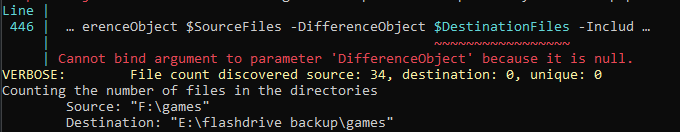 Line |
446 | … erenceObject $SourceFiles -DifferenceObject $DestinationFiles -Includ …
| ~~~~~~~~~~~~~~~~~
| Cannot bind argument to parameter 'DifferenceObject' because it is null.
VERBOSE: File count discovered source: 34, destination: 0, unique: 0
Counting the number of files in the directories
Source: "F:\games"
Destination: "E:\flashdrive backup\games"